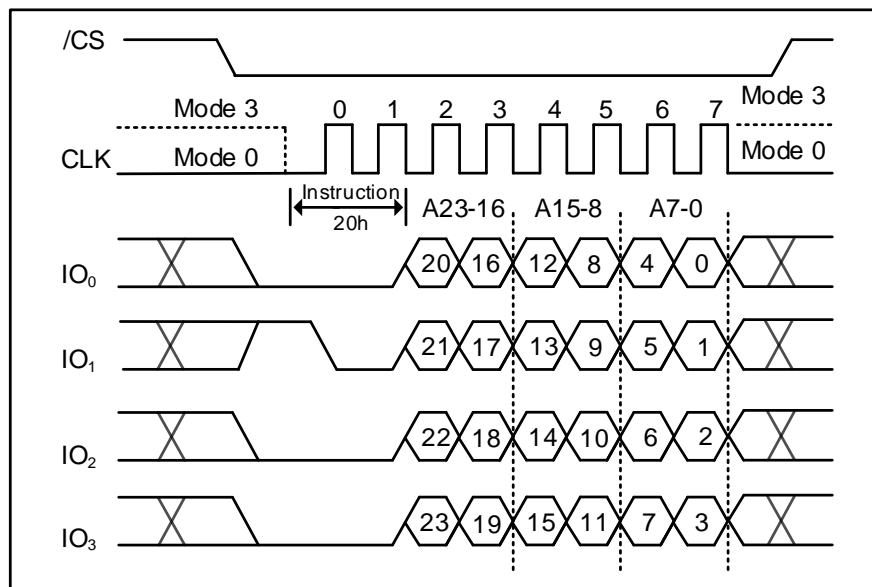 /CS
Mode 3 0 1 2 3 4 5 6 7 Mode 3
CLK Mode 0 Mode 0
Instruction A23-16 A15-8 A7-0
20h
IO₀ 20 16 12 8 4 0
IO₁ 21 17 13 9 5 1
IO₂ 22 18 14 10 6 2
IO₃ 23 19 15 11 7 3